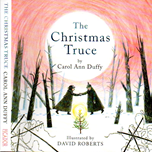 The
Christmas
Truce
by
Carol Ann Duffy
Illustrated by
DAVID ROBERTS
THE CHRISTMAS TRUCE CAROL ANN DUFFY